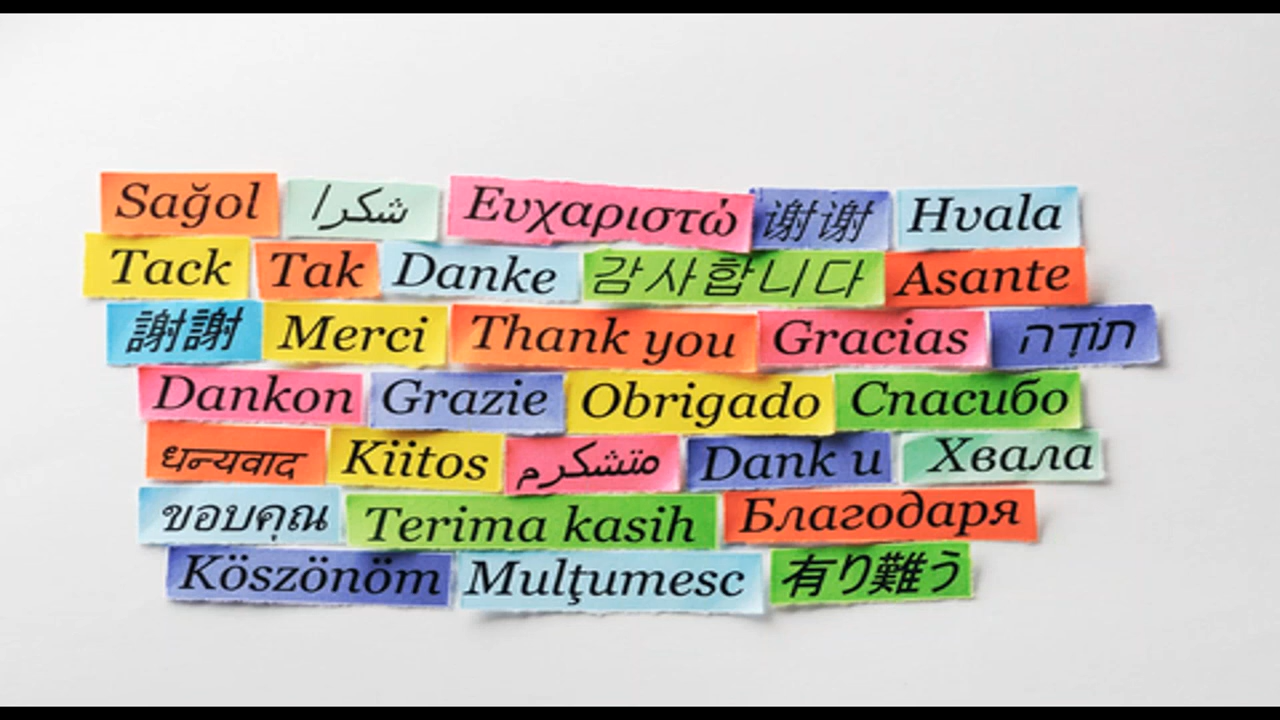 Sağol شكرا Ευχαριστώ 谢谢 Hvala
Tack Tak Danke 감사합니다 Asante
謝謝 Merci Thank you Gracias תּוֹדָה
Dankon Grazie Obrigado Спасибо
धन्यवाद Kiitos متشکرم Dank u Хвала
ขอบคุณ Terima kasih Благодаря
Köszönöm Mulţumesc 有り難う